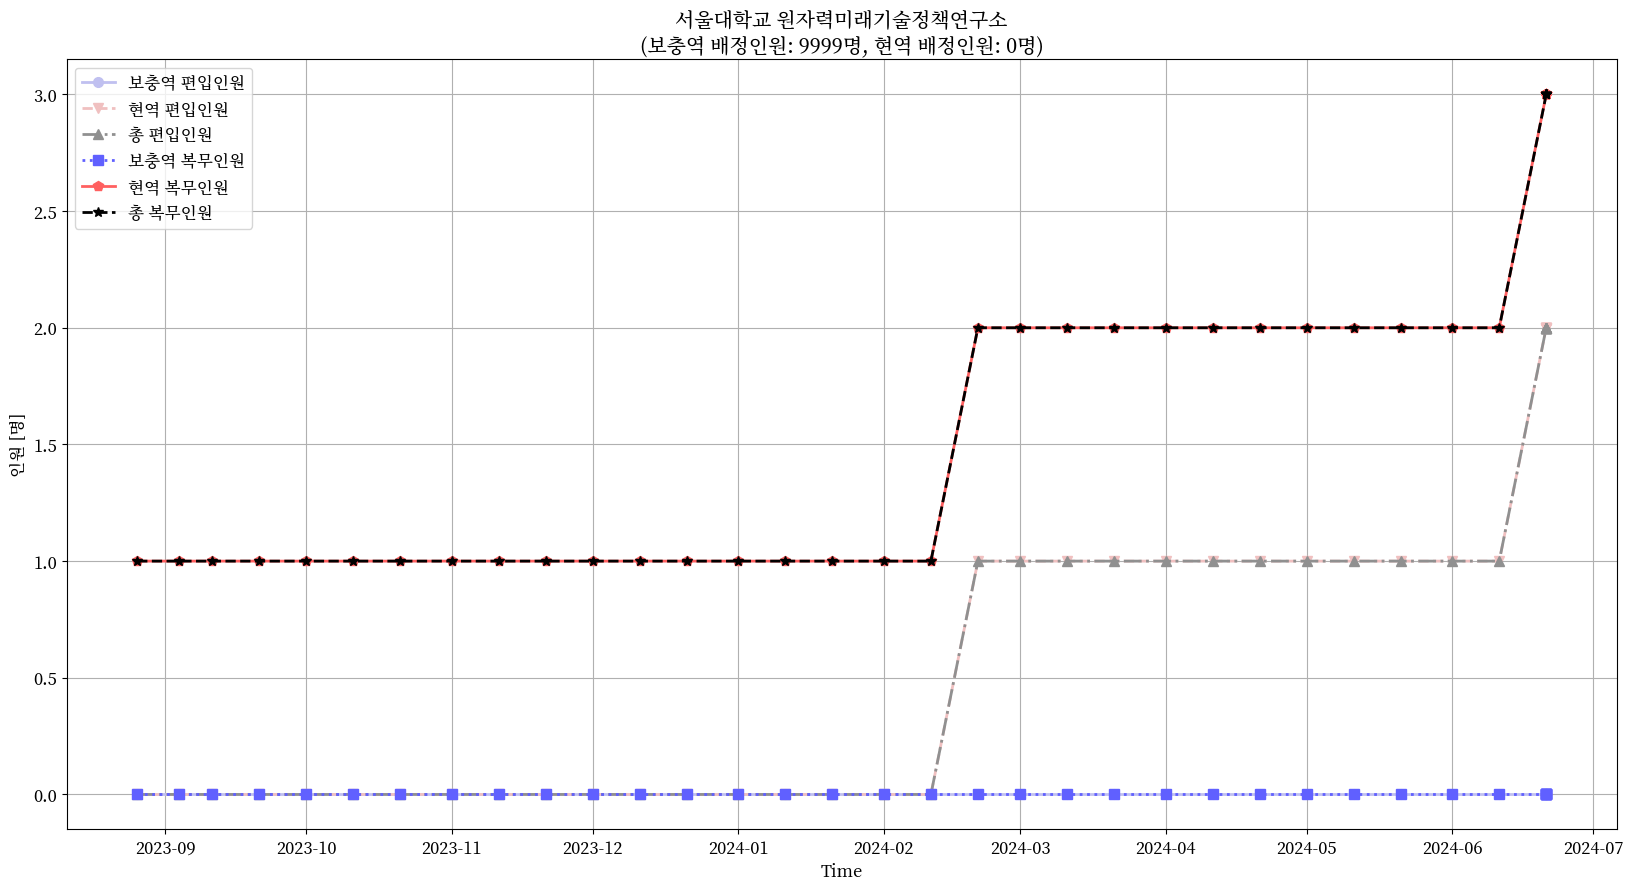 서울대학교 원자력미래기술정책연구소
(보충역 배정인원: 9999명, 현역 배정인원: 0명)
보충역 편입인원
현역 편입인원
총 편입인원
보충역 복무인원
현역 복무인원
총 복무인원
3.0
2.5
2.0
1.5
1.0
0.5
0.0
인원 [명]
2023-09
2023-10
2023-11
2023-12
2024-01
2024-02
2024-03
2024-04
2024-05
2024-06
2024-07
Time